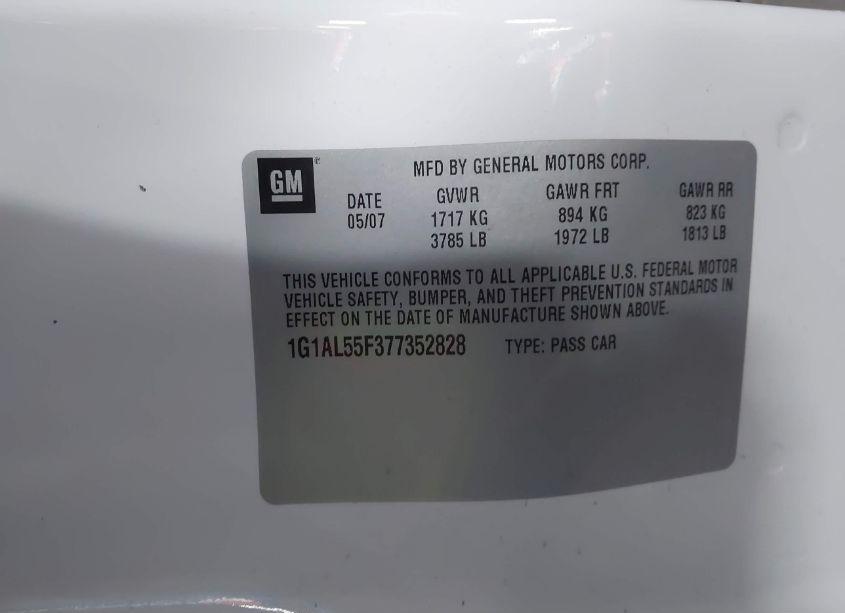 GM
MFD BY GENERAL MOTORS CORP.
DATE GVWR GAWR FRT GAWR RR
05/07 1717 KG 894 KG 823 KG
3785 LB 1972 LB 1813 LB
THIS VEHICLE CONFORMS TO ALL APPLICABLE U.S. FEDERAL MOTOR
VEHICLE SAFETY, BUMPER, AND THEFT PREVENTION STANDARDS IN
EFFECT ON THE DATE OF MANUFACTURE SHOWN ABOVE.
1G1AL55F377352828 TYPE: PASS CAR